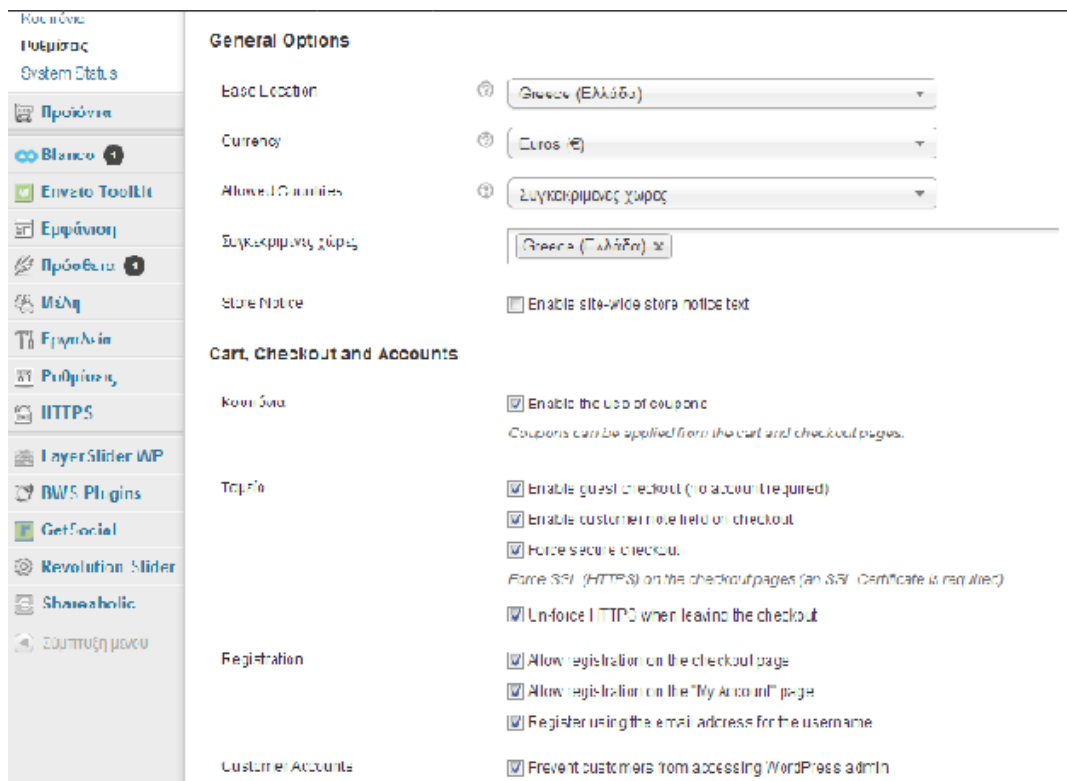 Κουπόνια
Ρυθμίσεις
System Status
Προϊόντα
Blanco 1
Envato Toolkit
Εμφάνιση
Πρόσθετα 1
Μέλη
Εργαλεία
Ρυθμίσεις
HTTPS
LayerSlider WP
BWS Plugins
GetSocial
Revolution Slider
Shareaholic
Σύμπτυξη μενού
General Options
Base Location
Greece (Ελλάδα)
Currency
Euros (€)
Allowed Countries
Συγκεκριμενες χωρες
Συγκεκριμενες χώρες
Greece (Ελλάδα) ×
Store Notice
Enable site-wide store notice text
Cart, Checkout and Accounts
Κουπόνια
Enable the use of coupons
Coupons can be applied from the cart and checkout pages.
Ταμείο
Enable guest checkout (no account required)
Enable customer note field on checkout
Force secure checkout
Force SSL (HTTPS) on the checkout pages (an SSL Certificate is required)
Un-force HTTPS when leaving the checkout
Registration
Allow registration on the checkout page
Allow registration on the "My Account" page
Register using the email address for the username
Customer Accounts
Prevent customers from accessing WordPress admin